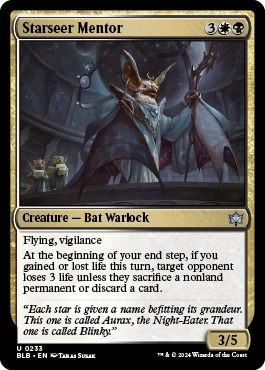 Starseer Mentor 3
Creature — Bat Warlock
Flying, vigilance
At the beginning of your end step, if you
gained or lost life this turn, target opponent
loses 3 life unless they sacrifice a nonland
permanent or discard a card.
“Each star is given a name befitting its grandeur.
This one is called Aurax, the Night-Eater. That
one is called Blinky.”
3/5
U 0233
BLB • EN Taras Susak
™ & © 2024 Wizards of the Coast